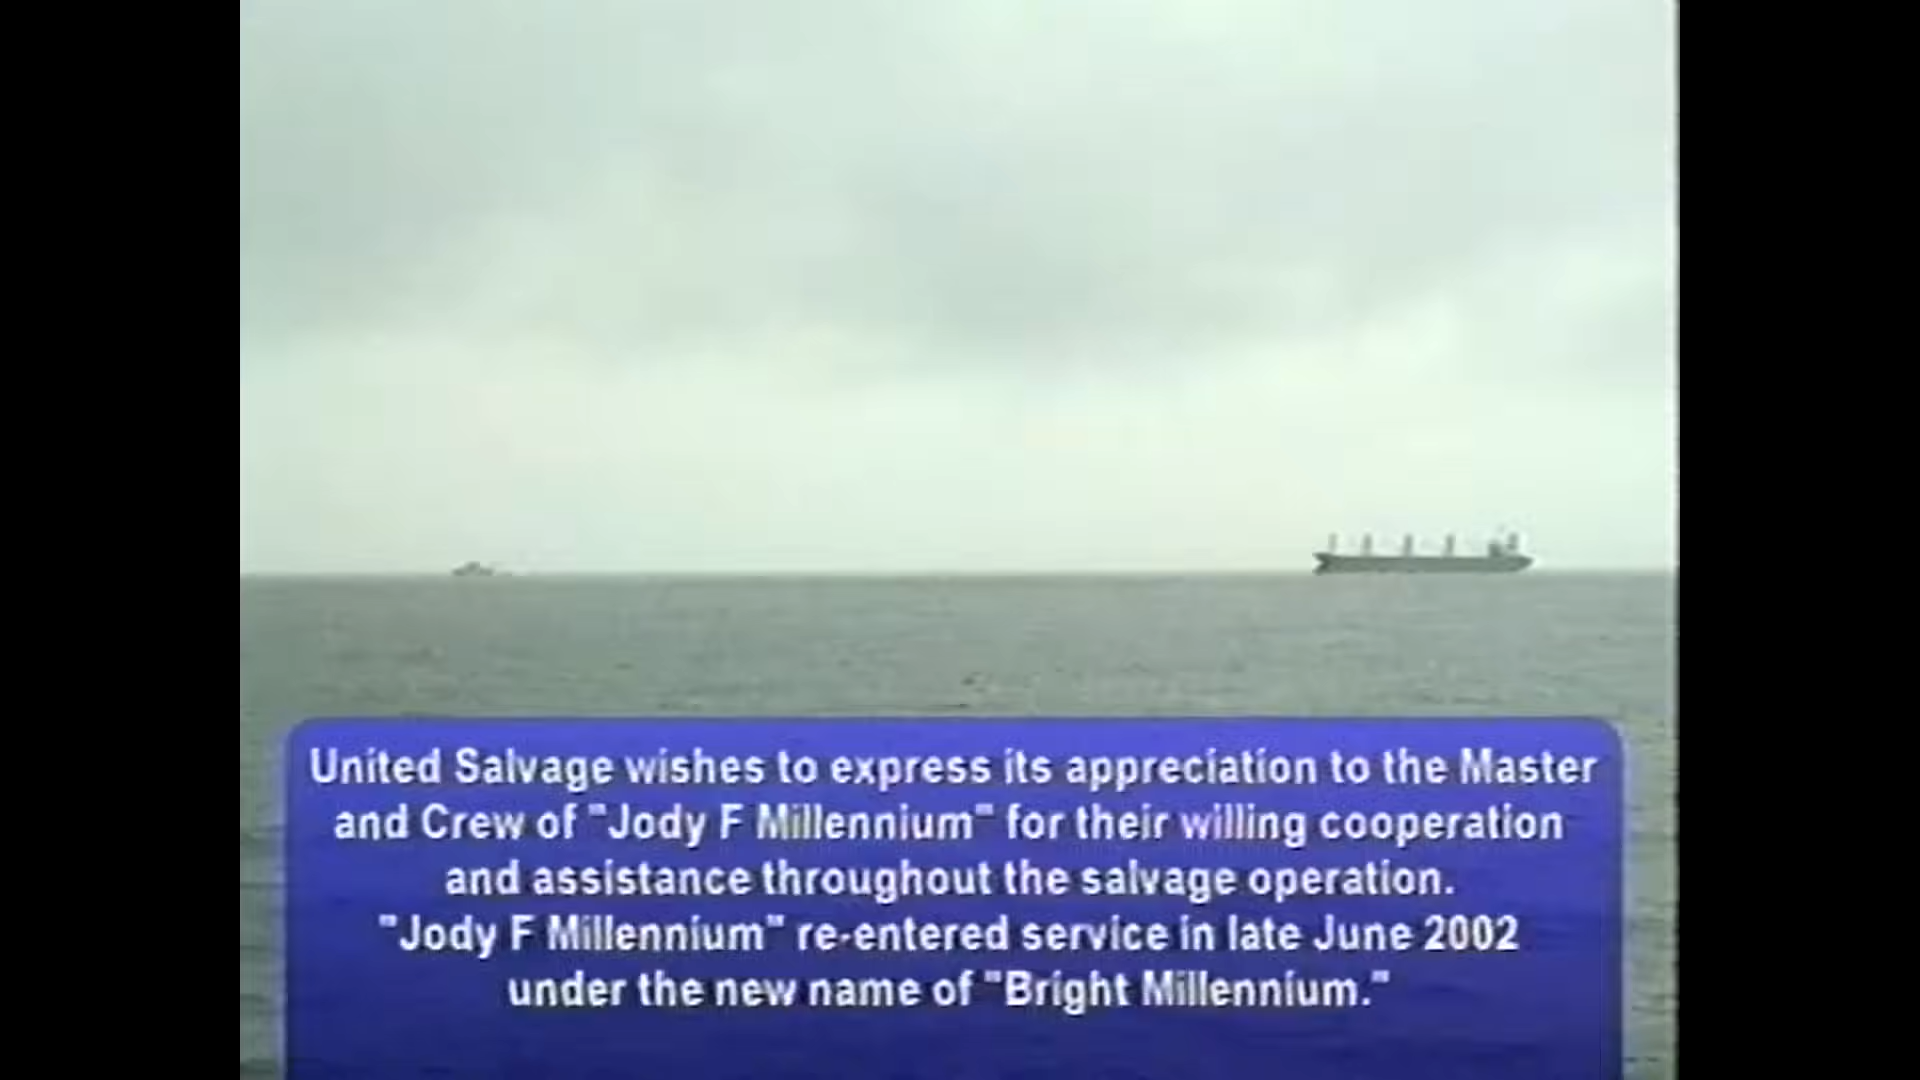 United Salvage wishes to express its appreciation to the Master
and Crew of "Jody F Millennium" for their willing cooperation
and assistance throughout the salvage operation.
"Jody F Millennium" re-entered service in late June 2002
under the new name of "Bright Millennium."